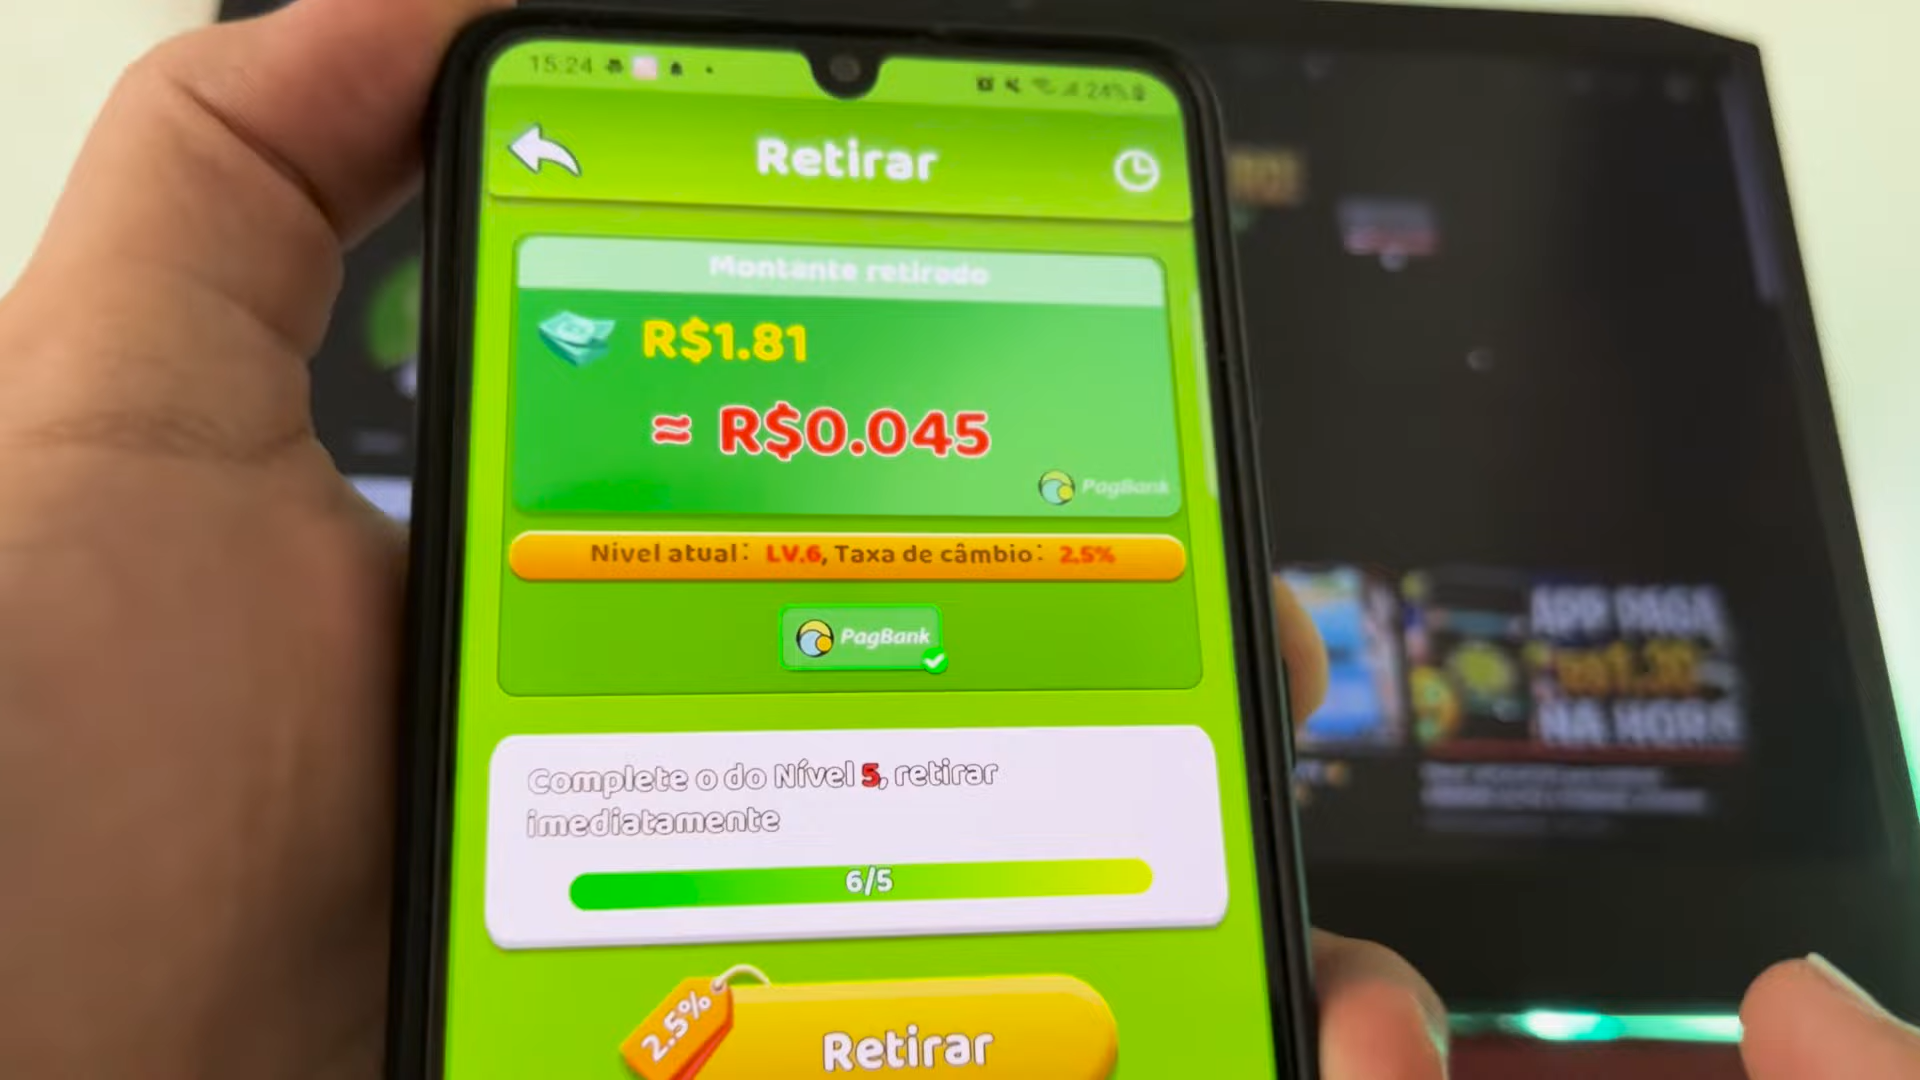 15:24
24%
Retirar
Montante retirado
R$1.81
≈ R$0.045
PagBank
Nível atual: LV.6, Taxa de câmbio: 2.5%
PagBank
Complete o do Nível 5, retirar
imediatamente
6/5
2.5%
Retirar
APP PAGA
NA HORA